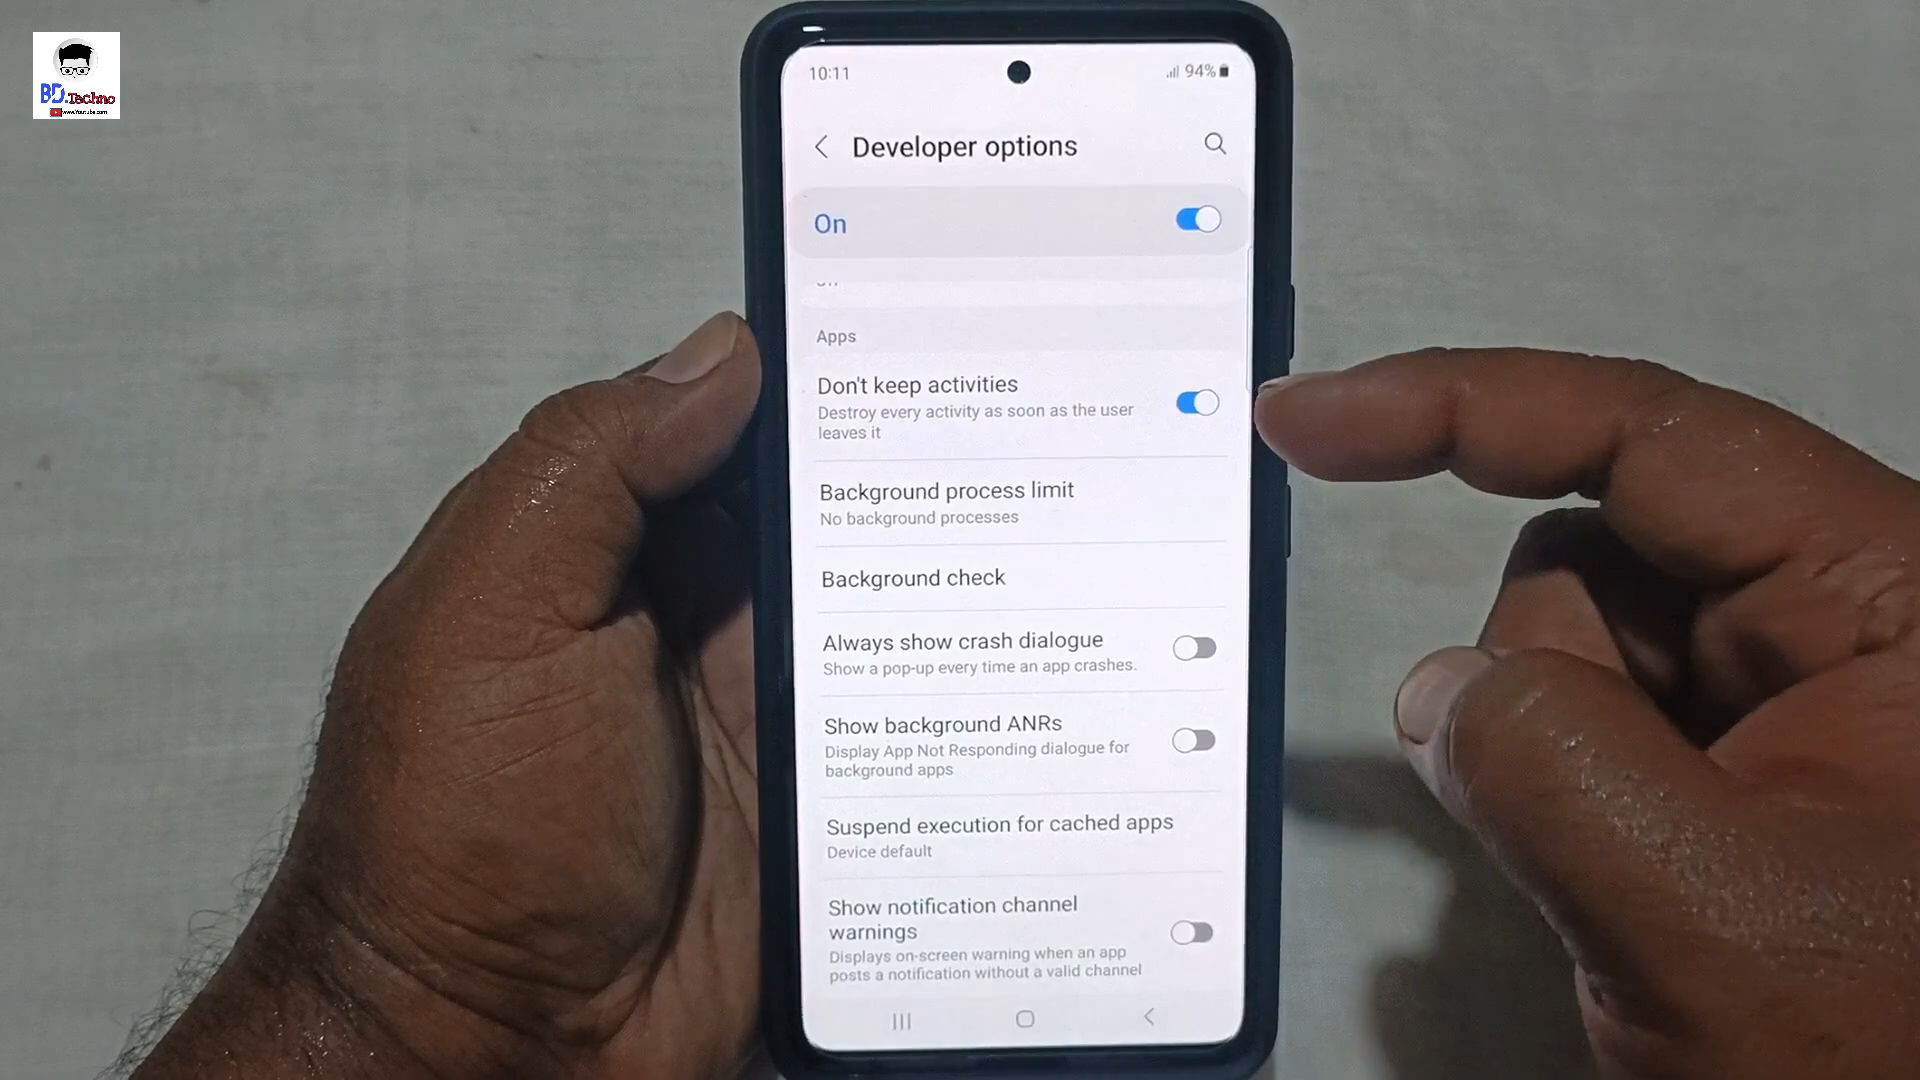 BD.Techno
www.Youtube.com
10:11
94%
Developer options
On
Apps
Don't keep activities
Destroy every activity as soon as the user
leaves it
Background process limit
No background processes
Background check
Always show crash dialogue
Show a pop-up every time an app crashes.
Show background ANRs
Display App Not Responding dialogue for
background apps
Suspend execution for cached apps
Device default
Show notification channel
warnings
Displays on-screen warning when an app
posts a notification without a valid channel